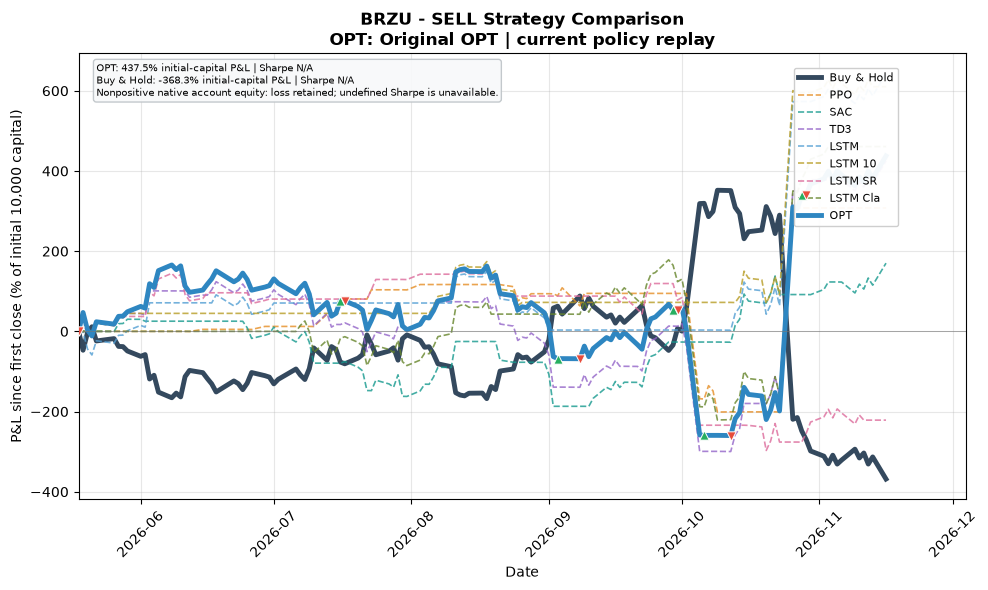 BRZU - SELL Strategy Comparison
OPT: Original OPT | current policy replay
OPT: 437.5% initial-capital P&L | Sharpe N/A
Buy & Hold: -368.3% initial-capital P&L | Sharpe N/A
Nonpositive native account equity: loss retained; undefined Sharpe is unavailable.
Buy & Hold
PPO
SAC
TD3
LSTM
LSTM 10
LSTM SR
LSTM Cla
OPT
P&L since first close (% of initial 10,000 capital)
600
400
200
0
−200
−400
2026-06
2026-07
2026-08
2026-09
2026-10
2026-11
2026-12
Date